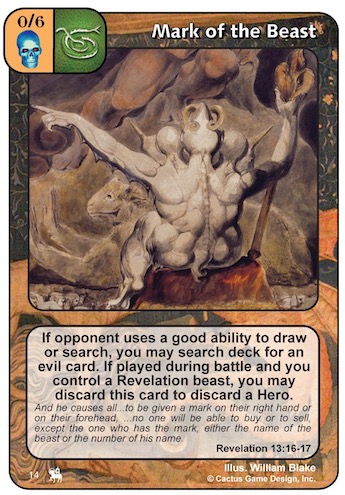 0/6
Mark of the Beast
If opponent uses a good ability to draw
or search, you may search deck for an
evil card. If played during battle and you
control a Revelation beast, you may
discard this card to discard a Hero.
And he causes all...to be given a mark on their right hand or
on their forehead, ...no one will be able to buy or to sell,
except the one who has the mark, either the name of the
beast or the number of his name.
Revelation 13:16-17
14
Illus. William Blake
© Cactus Game Design, Inc.